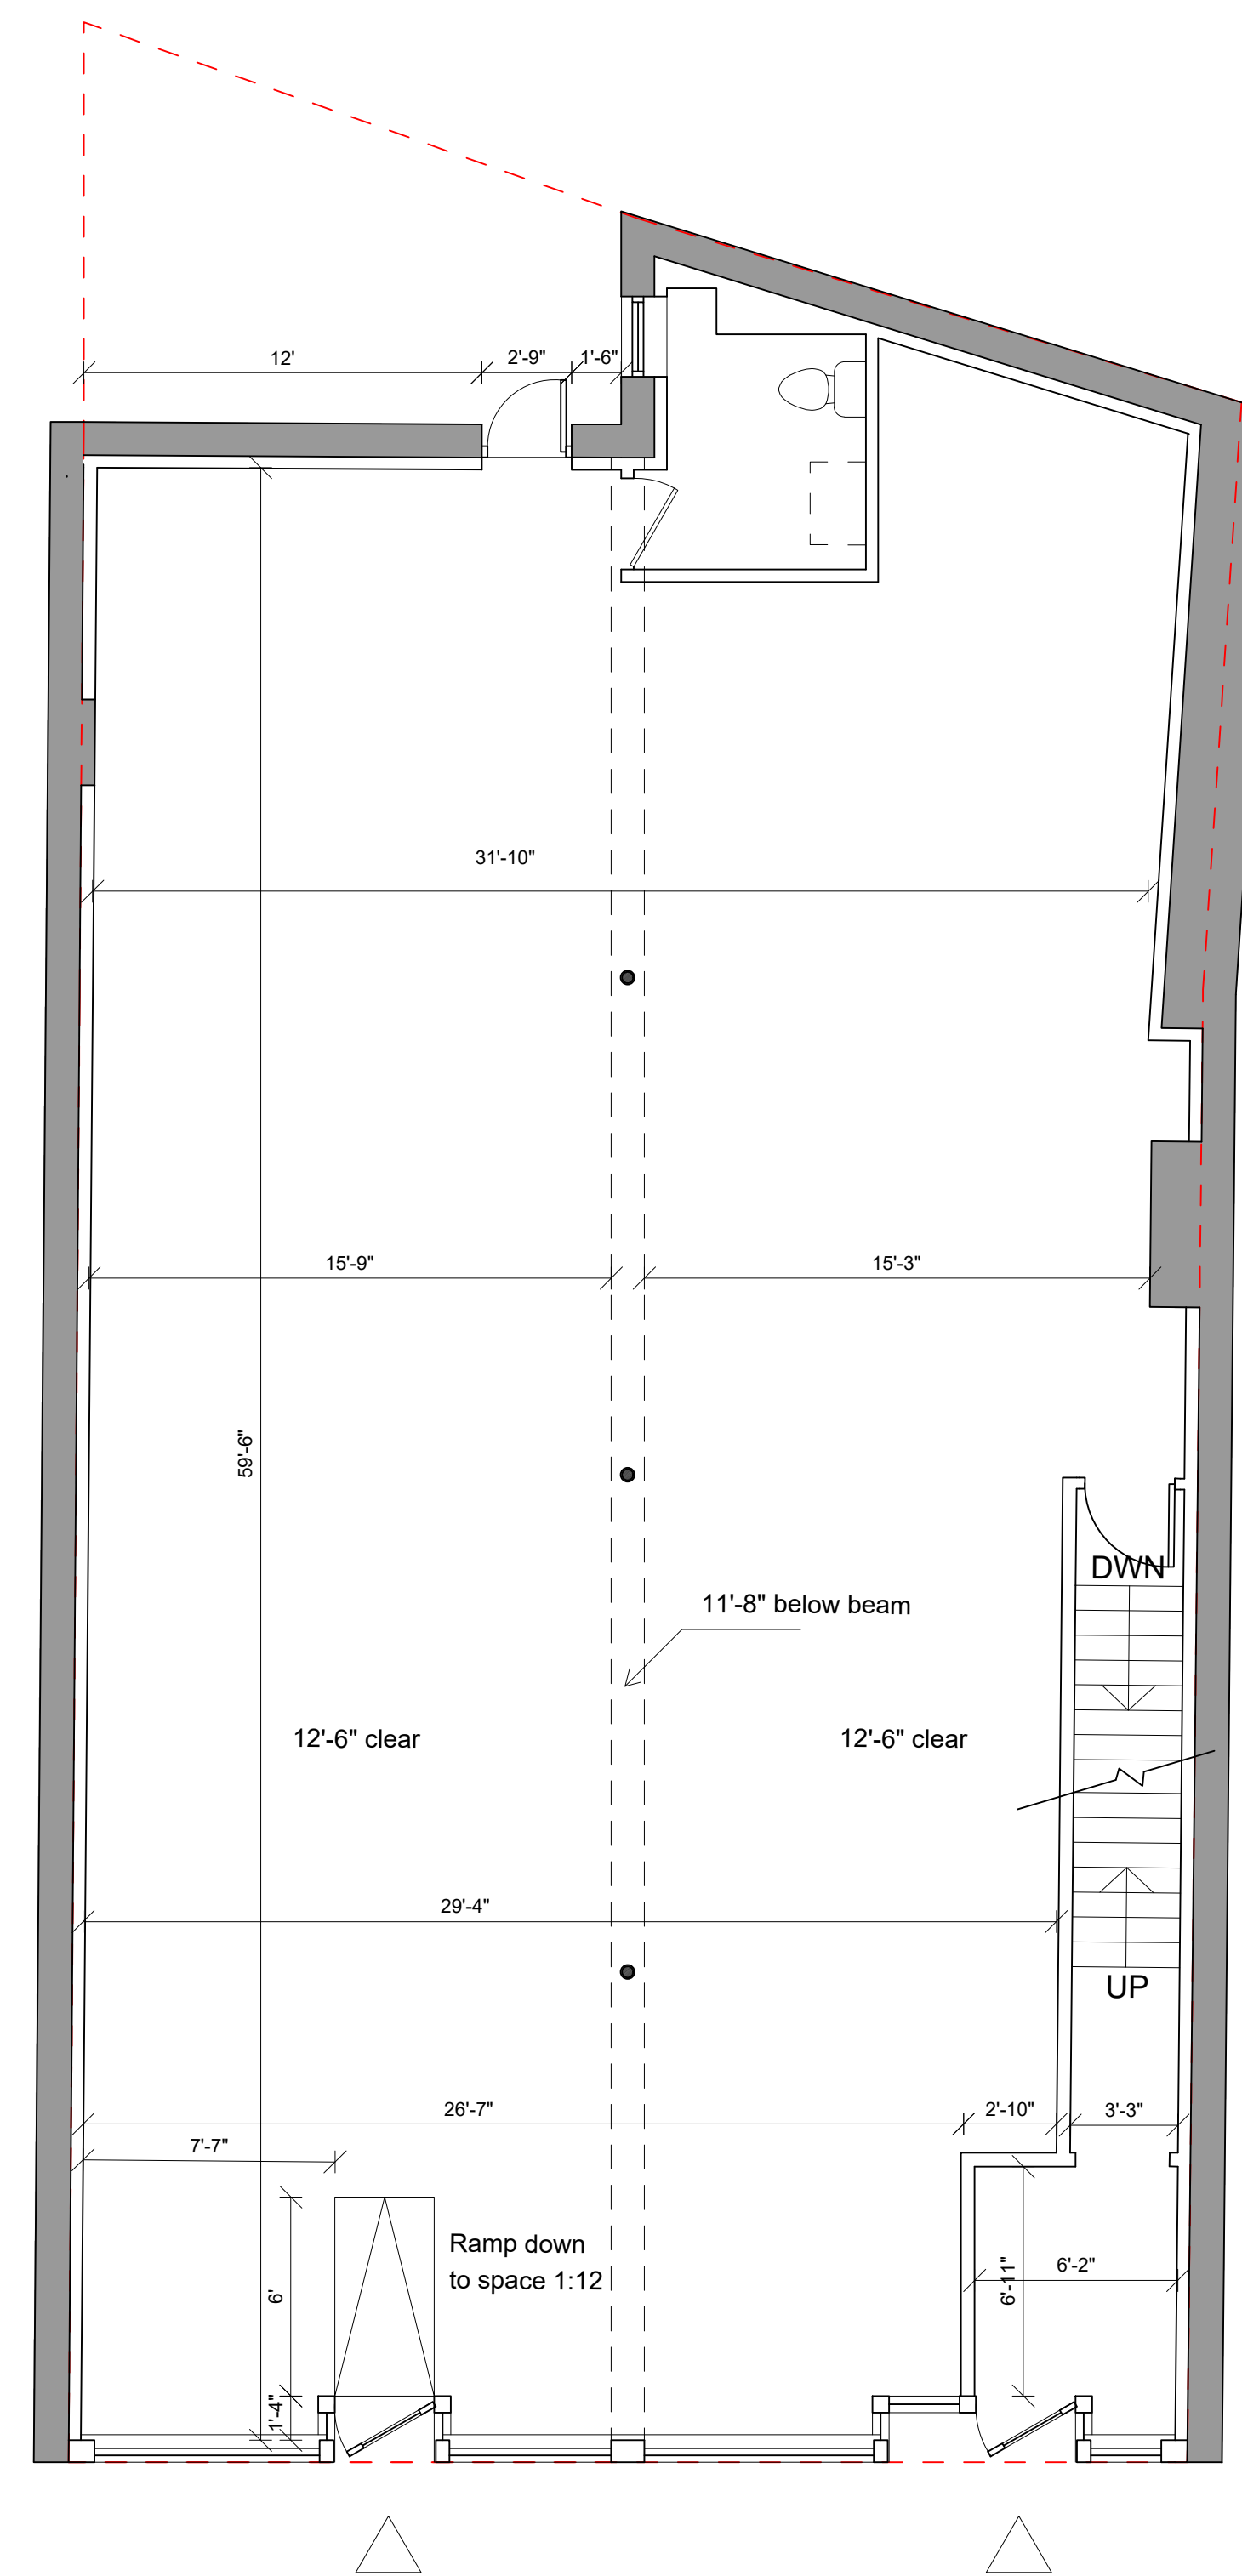 12'
2'-9"
1'-6"
31'-10"
15'-9"
15'-3"
59'-6"
DWN
11'-8" below beam
12'-6" clear
12'-6" clear
29'-4"
UP
26'-7"
2'-10"
3'-3"
7'-7"
Ramp down
to space 1:12
6'
6'-11"
6'-2"
1'-4"